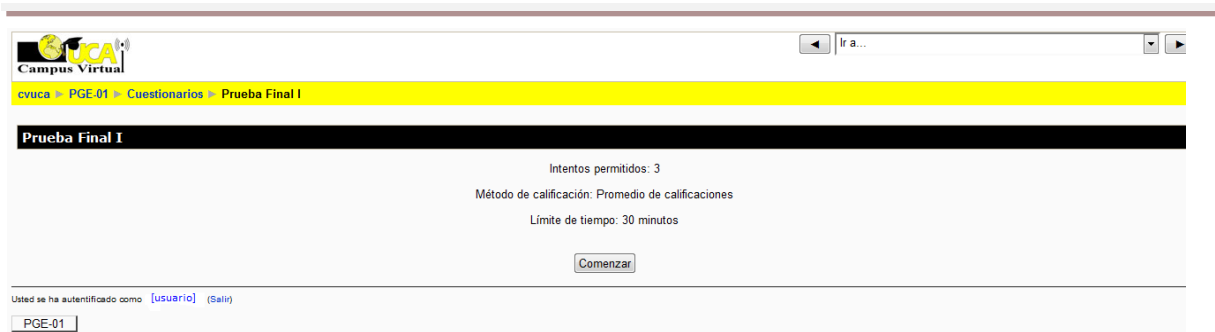 UCA
Campus Virtual
◄ Ir a... ►
cvuca ► PGE-01 ► Cuestionarios ► Prueba Final I
Prueba Final I
Intentos permitidos: 3
Método de calificación: Promedio de calificaciones
Límite de tiempo: 30 minutos
Comenzar
Usted se ha autentificado como [usuario] (Salir)
PGE-01